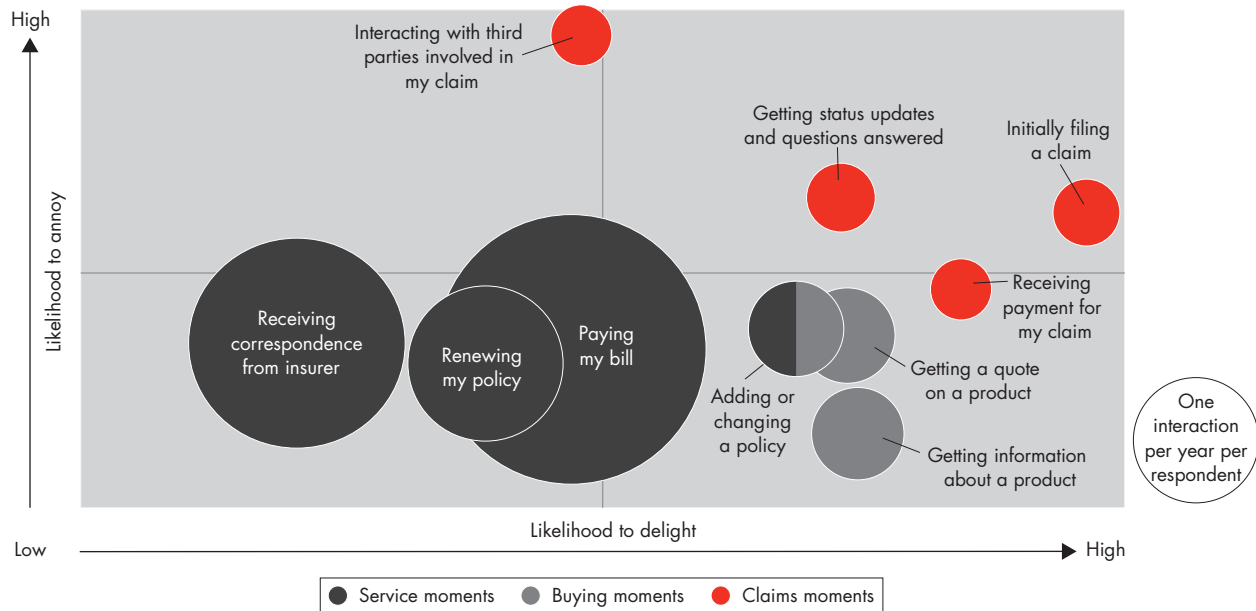 High
Likelihood to annoy
Low
Interacting with third
parties involved in
my claim
Getting status updates
and questions answered
Initially filing
a claim
Receiving
correspondence
from insurer
Renewing
my policy
Paying
my bill
Receiving
payment for
my claim
Getting a quote
on a product
Adding or
changing
a policy
Getting information
about a product
One
interaction
per year per
respondent
Likelihood to delight
High
Service moments
Buying moments
Claims moments